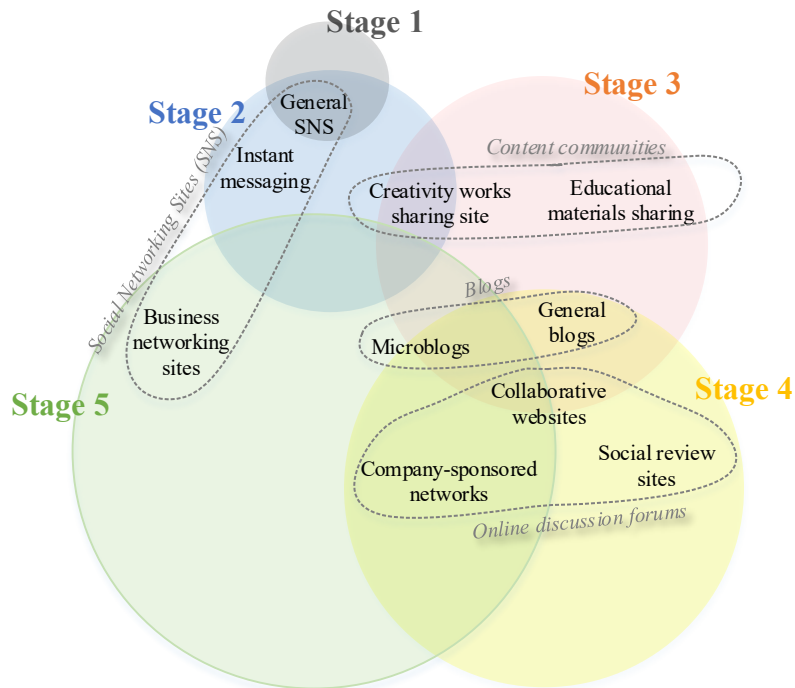 Stage 1
Stage 2
General
SNS
Stage 3
Social Networking Sites (SNS)
Instant
messaging
Content communities
Creativity works
sharing site
Educational
materials sharing
Blogs
Business
networking
sites
Microblogs
General
blogs
Stage 5
Collaborative
websites
Stage 4
Company-sponsored
networks
Social review
sites
Online discussion forums